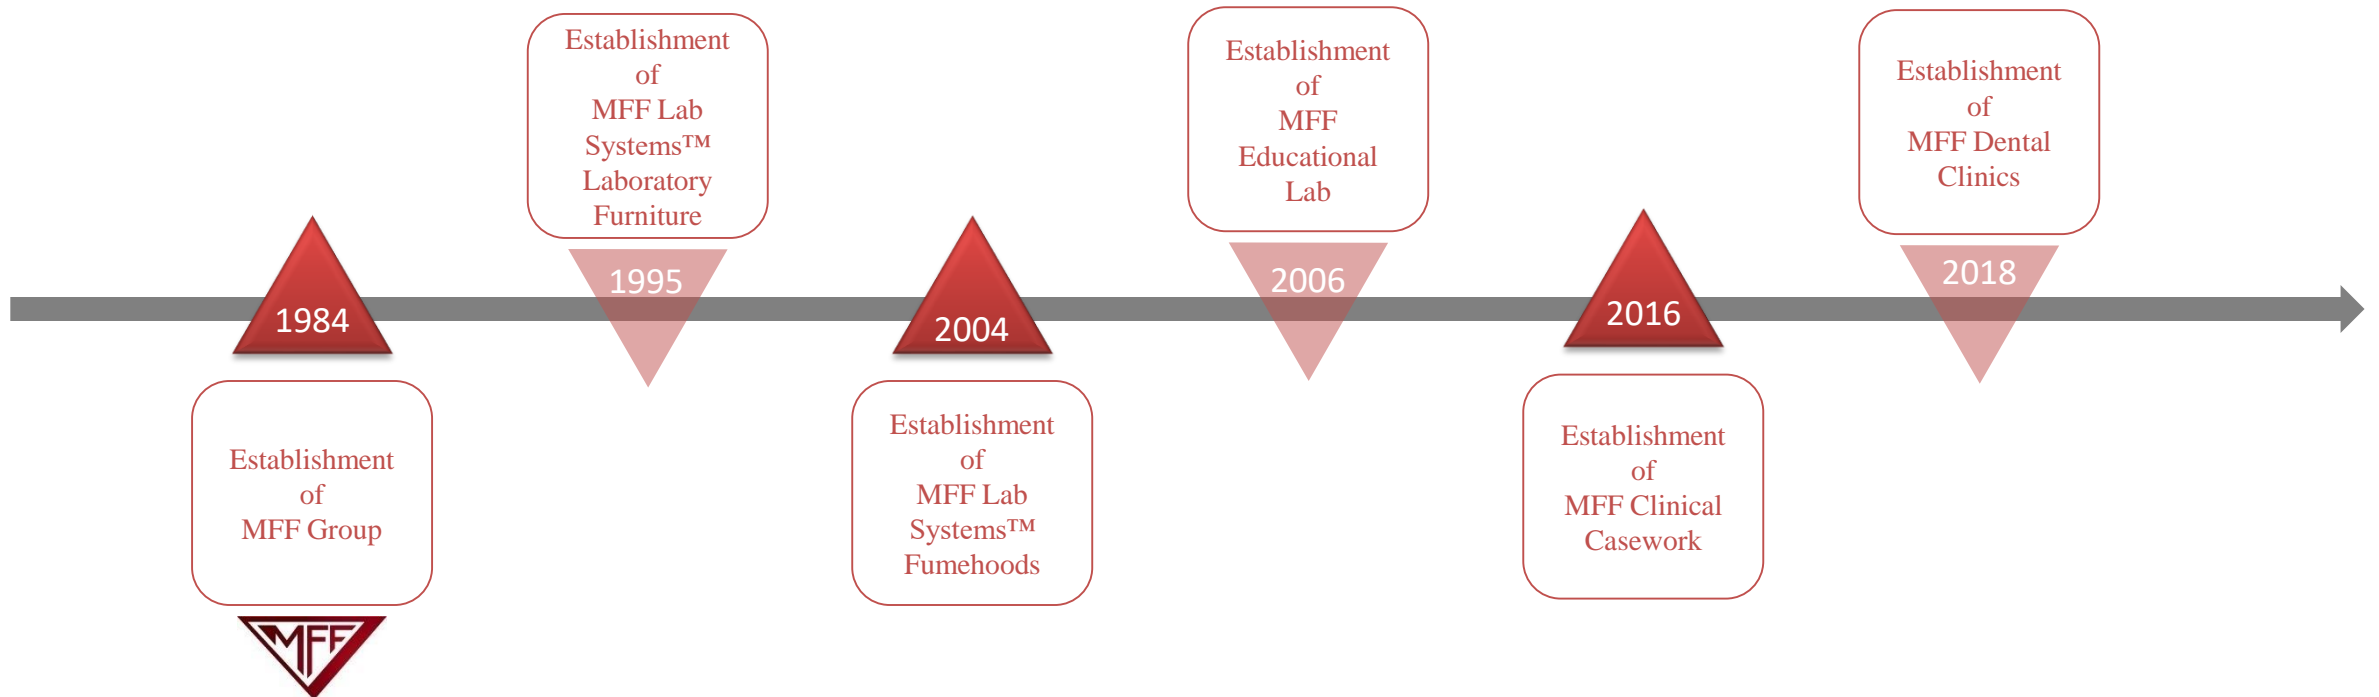 1984
Establishment
of
MFF Group
MFF
Establishment
of
MFF Lab
Systems™
Laboratory
Furniture
1995
2004
Establishment
of
MFF Lab
Systems™
Fumehoods
Establishment
of
MFF
Educational
Lab
2006
2016
Establishment
of
MFF Clinical
Casework
Establishment
of
MFF Dental
Clinics
2018